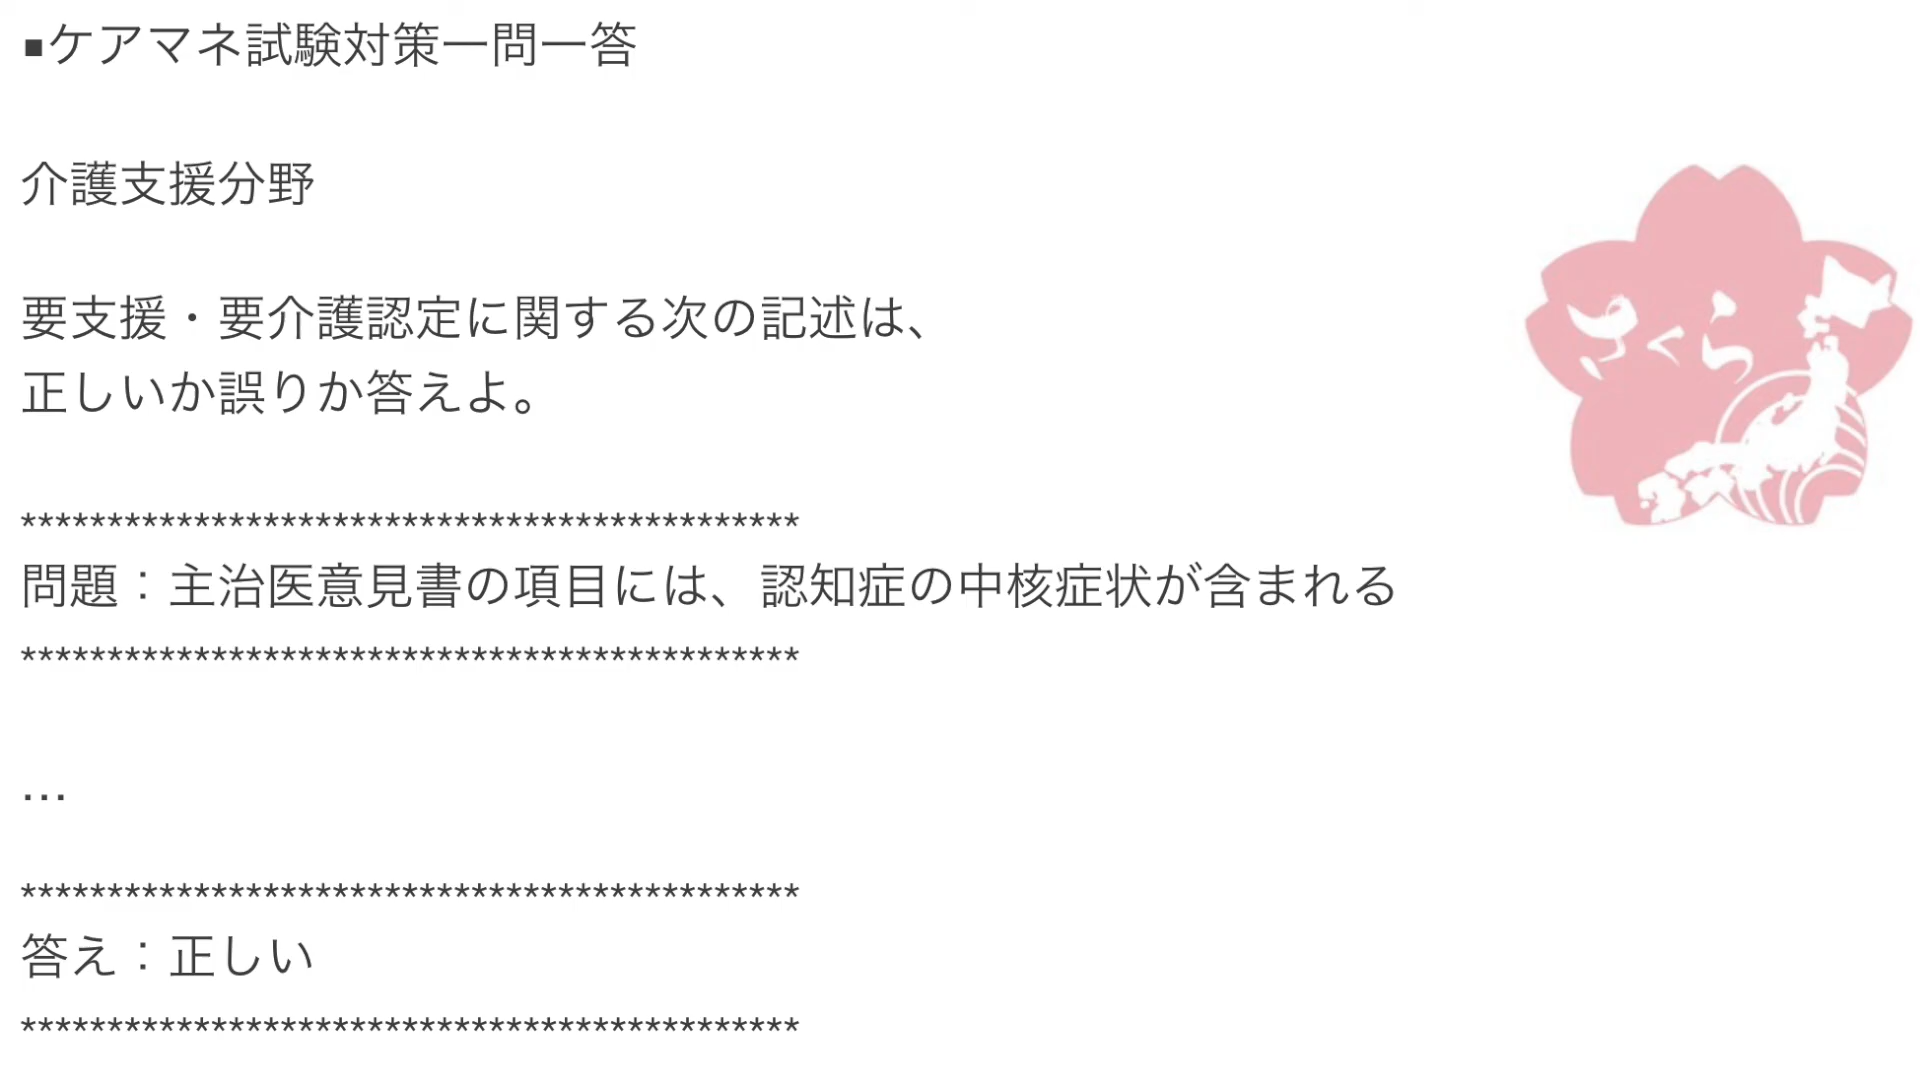 ▪ケアマネ試験対策一問一答
介護支援分野
要支援・要介護認定に関する次の記述は、
正しいか誤りか答えよ。
*********************************************
問題：主治医意見書の項目には、認知症の中核症状が含まれる
*********************************************
…
*********************************************
答え：正しい
*********************************************
さくら